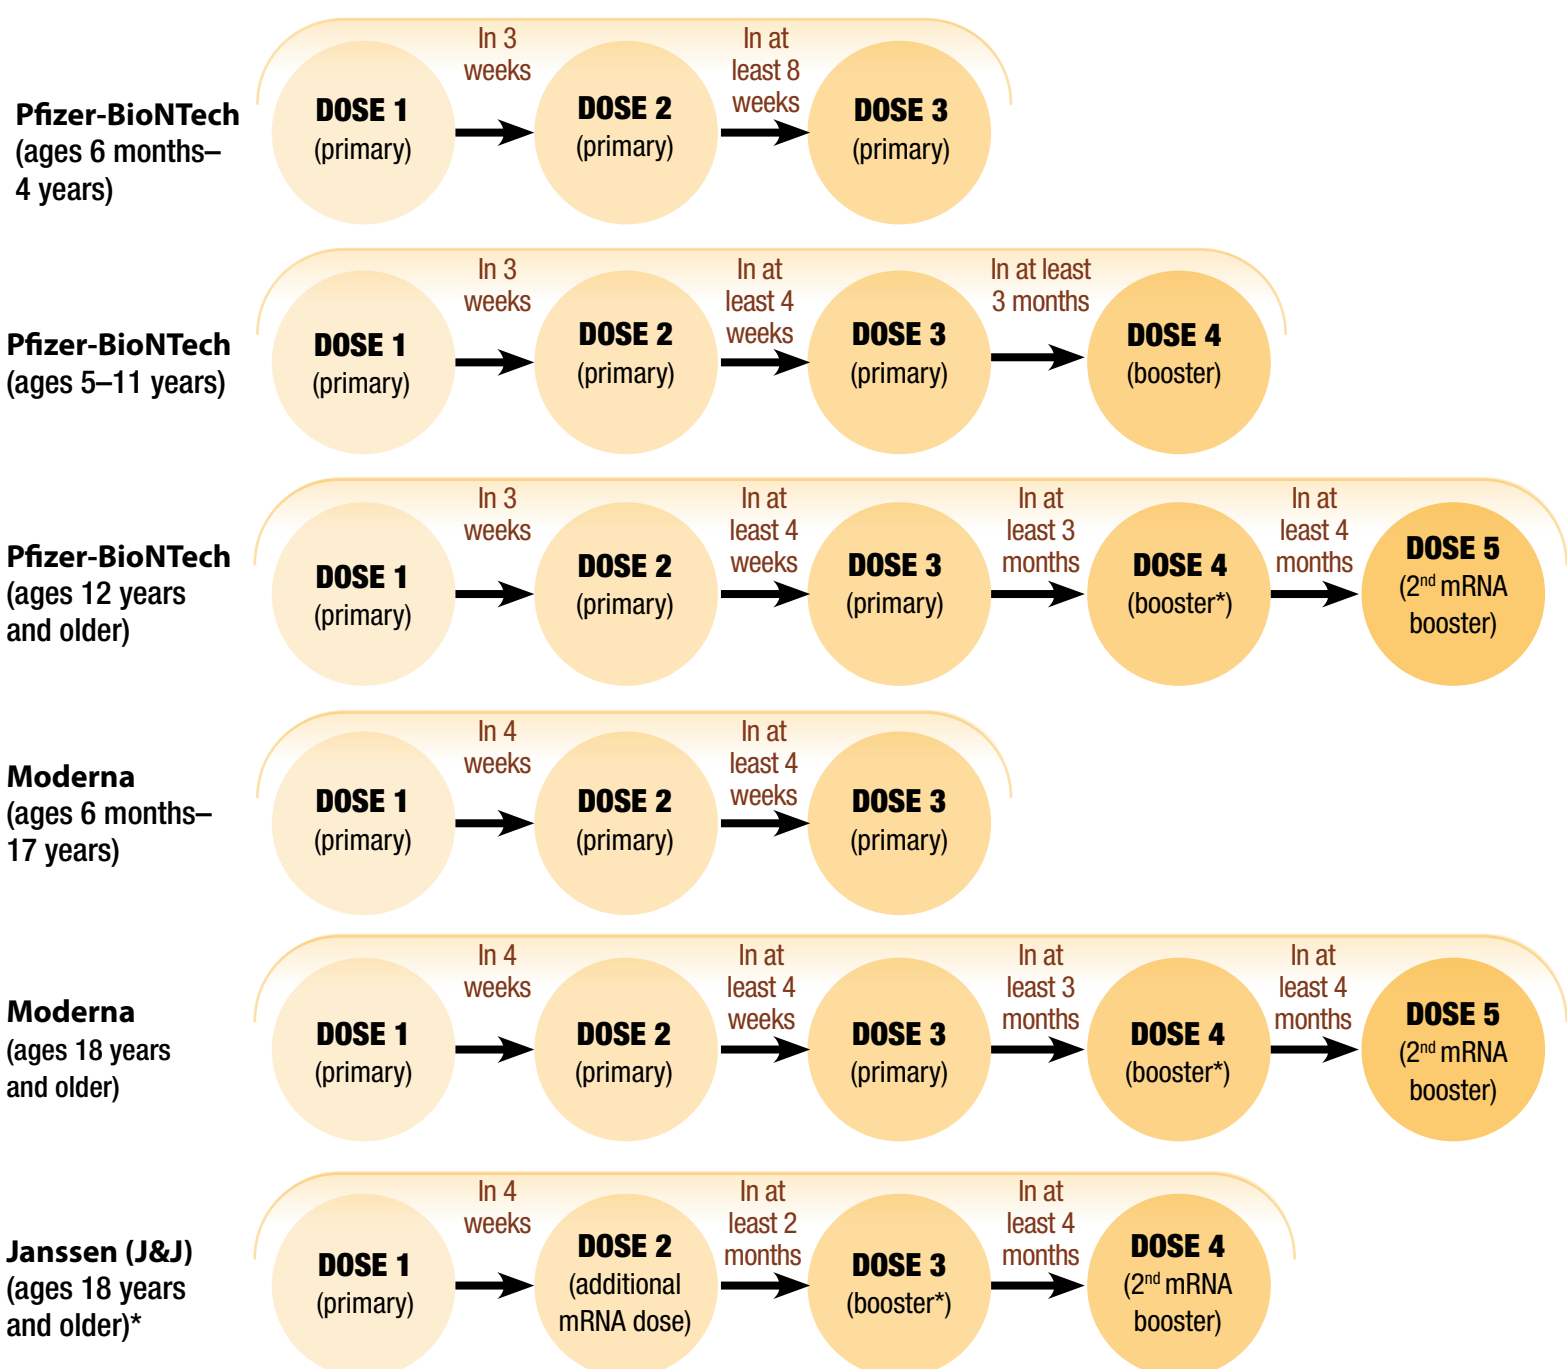 Pfizer-BioNTech
(ages 6 months–
4 years)
DOSE 1
(primary)
In 3
weeks
DOSE 2
(primary)
In at
least 8
weeks
DOSE 3
(primary)
Pfizer-BioNTech
(ages 5–11 years)
DOSE 1
(primary)
In 3
weeks
DOSE 2
(primary)
In at
least 4
weeks
DOSE 3
(primary)
In at least
3 months
DOSE 4
(booster)
Pfizer-BioNTech
(ages 12 years
and older)
DOSE 1
(primary)
In 3
weeks
DOSE 2
(primary)
In at
least 4
weeks
DOSE 3
(primary)
In at
least 3
months
DOSE 4
(booster*)
In at
least 4
months
DOSE 5
(2nd mRNA
booster)
Moderna
(ages 6 months–
17 years)
DOSE 1
(primary)
In 4
weeks
DOSE 2
(primary)
In at
least 4
weeks
DOSE 3
(primary)
Moderna
(ages 18 years
and older)
DOSE 1
(primary)
In 4
weeks
DOSE 2
(primary)
In at
least 4
weeks
DOSE 3
(primary)
In at
least 3
months
DOSE 4
(booster*)
In at
least 4
months
DOSE 5
(2nd mRNA
booster)
Janssen (J&J)
(ages 18 years
and older)*
DOSE 1
(primary)
In 4
weeks
DOSE 2
(additional
mRNA dose)
In at
least 2
months
DOSE 3
(booster*)
In at
least 4
months
DOSE 4
(2nd mRNA
booster)